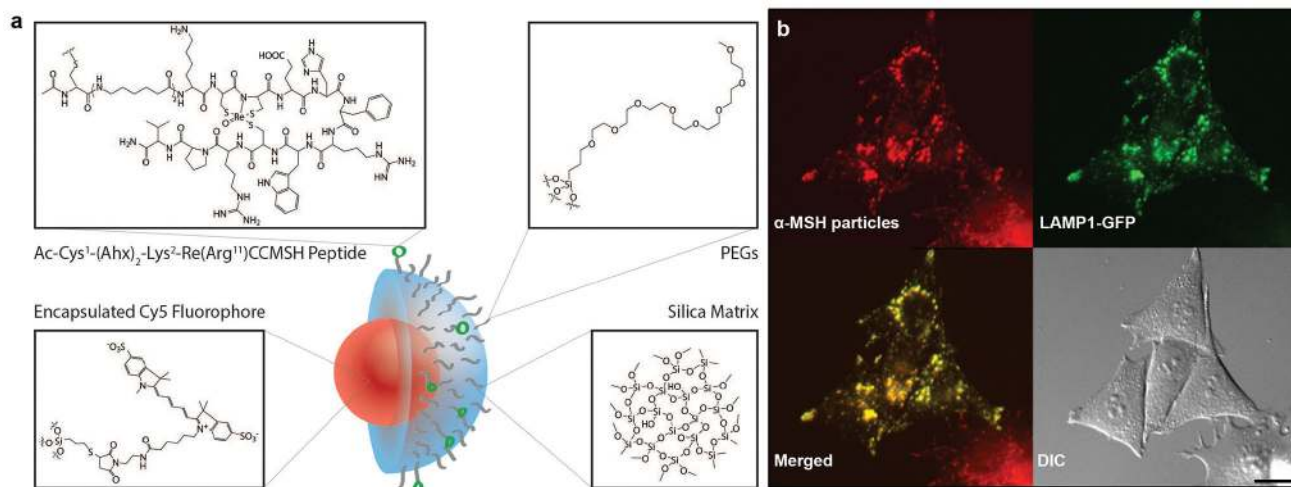 a
Ac-Cys¹-(Ahx)₂-Lys²-Re(Arg¹¹)CCMSH Peptide
PEGs
Encapsulated Cy5 Fluorophore
Silica Matrix
b
α-MSH particles
LAMP1-GFP
Merged
DIC